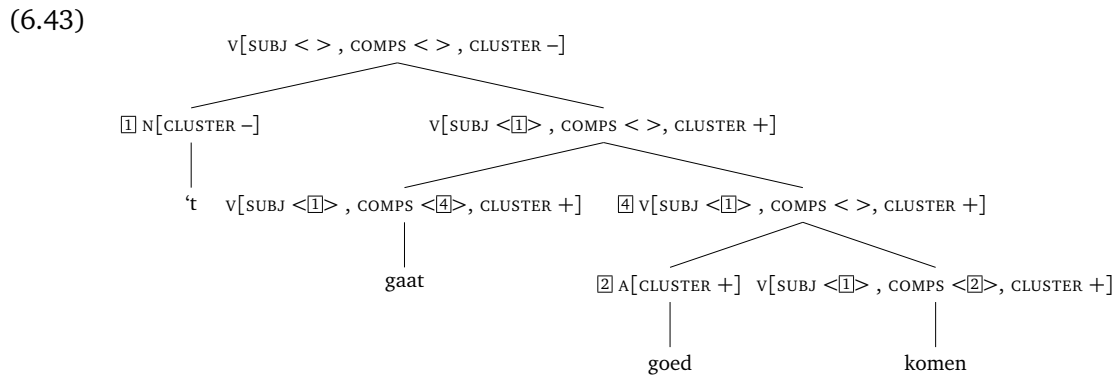 (6.43)
V[SUBJ < > , COMPS < > , CLUSTER –]
1 N[CLUSTER –] V[SUBJ <1> , COMPS < >, CLUSTER +]
‘t V[SUBJ <1> , COMPS <4>, CLUSTER +] 4 V[SUBJ <1> , COMPS < >, CLUSTER +]
gaat 2 A[CLUSTER +] V[SUBJ <1> , COMPS <2>, CLUSTER +]
goed komen